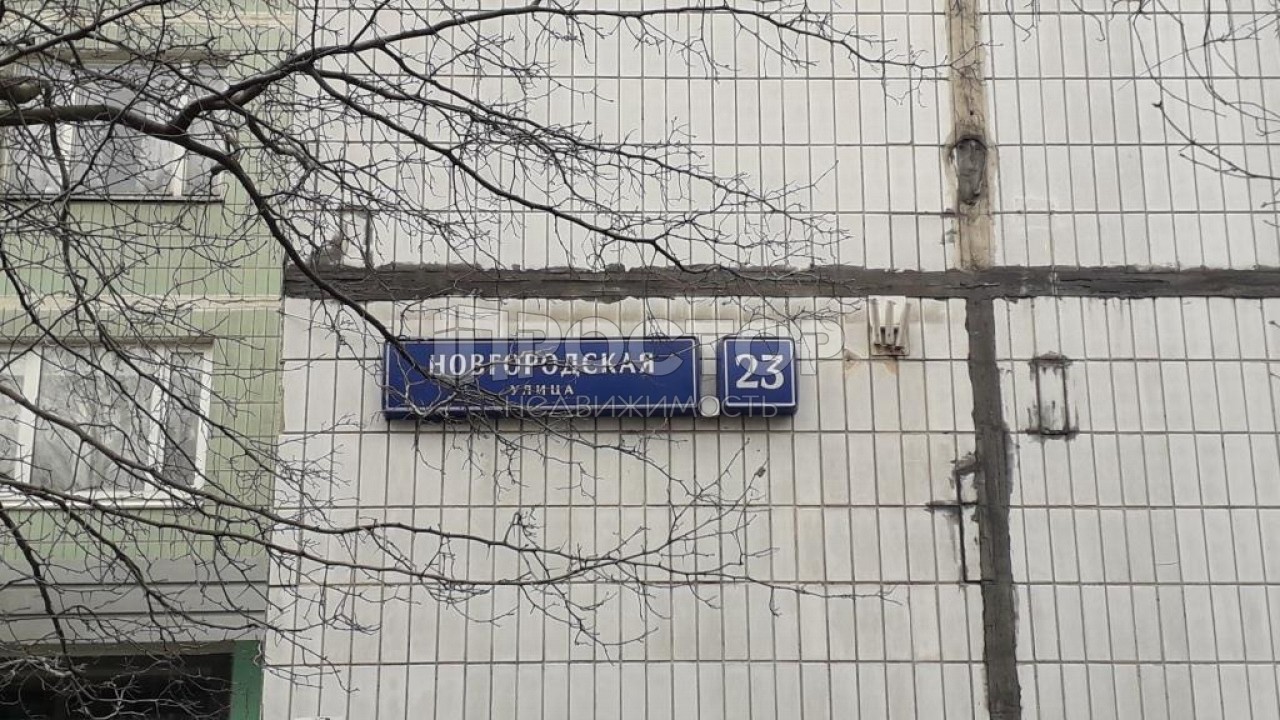 ПРОСТОР
НОВГОРОДСКАЯ
УЛИЦА
23
НЕДВИЖИМОСТЬ